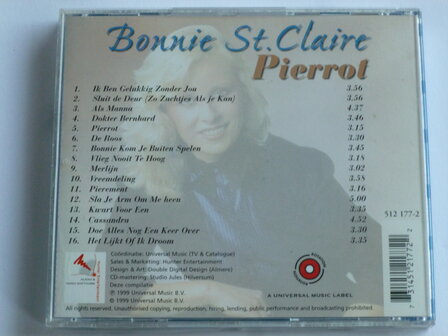 Bonnie St.Claire
Pierrot
1. Ik Ben Gelukkig Zonder Jou 3.56
2. Sluit de Deur (Zo Zachtjes Als je Kan) 3.56
3. Als Mamma 4.37
4. Dokter Bernhard 3.46
5. Pierrot 3.15
6. De Roos 3.30
7. Bonnie Kom Je Buiten Spelen 3.45
8. Vlieg Nooit Te Hoog 3.18
9. Merlijn 3.02
10. Vreemdeling 3.58
11. Pierement 3.16
12. Sla Je Arm Om Me heen 5.00
13. Kwart Voor Een 3.35
14. Cassandra 4.52
15. Doe Alles Nog Een Keer Over 3.30
16. Het Lijkt Of Ik Droom 3.35
512 177-2
Coördinatie: Universal Music (TV & Catalogue)
Sales & Marketing: Hunter Entertainment
Design & Art: Double Digital Design (Almere)
CD-mastering: Studio Jules (Hilversum)
Deze compilatie
℗ 1999 Universal Music B.V.
© 1999 Universal Music B.V.
A UNIVERSAL MUSIC LABEL
All rights reserved. Unauthorised copying, reproduction, hiring, lending, public performance and broadcasting prohibited.
7 31451 21772 2